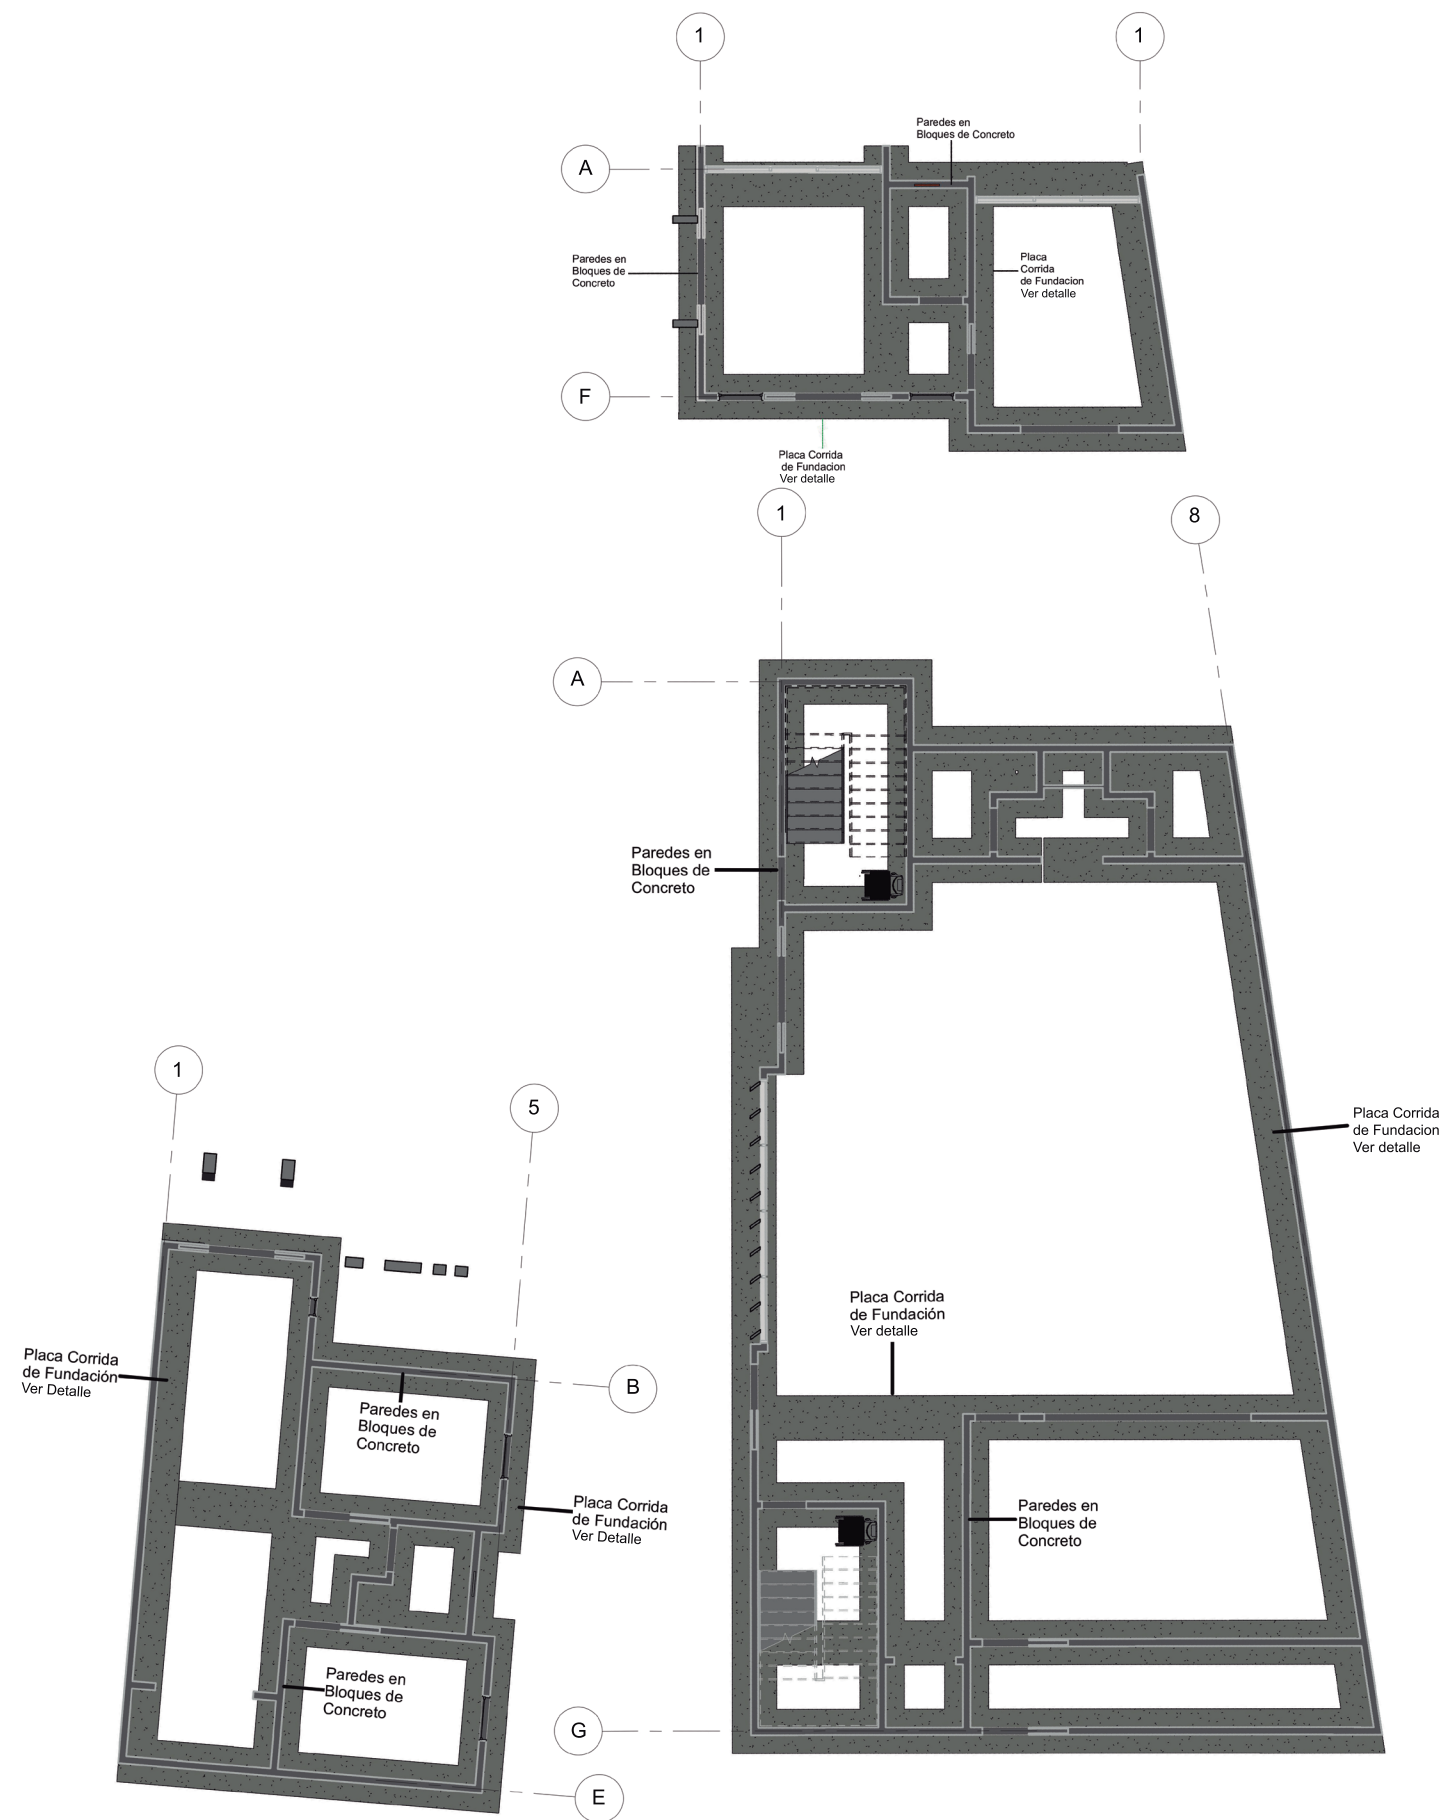 1
1
Paredes en
Bloques de Concreto
A
Paredes en
Bloques de
Concreto
Placa
Corrida
de Fundacion
Ver detalle
F
Placa Corrida
de Fundacion
Ver detalle
1
8
A
Paredes en
Bloques de
Concreto
Placa Corrida
de Fundacion
Ver detalle
Placa Corrida
de Fundación
Ver detalle
Paredes en
Bloques de
Concreto
G
1
5
Placa Corrida
de Fundación
Ver Detalle
B
Paredes en
Bloques de
Concreto
Placa Corrida
de Fundación
Ver Detalle
Paredes en
Bloques de
Concreto
E